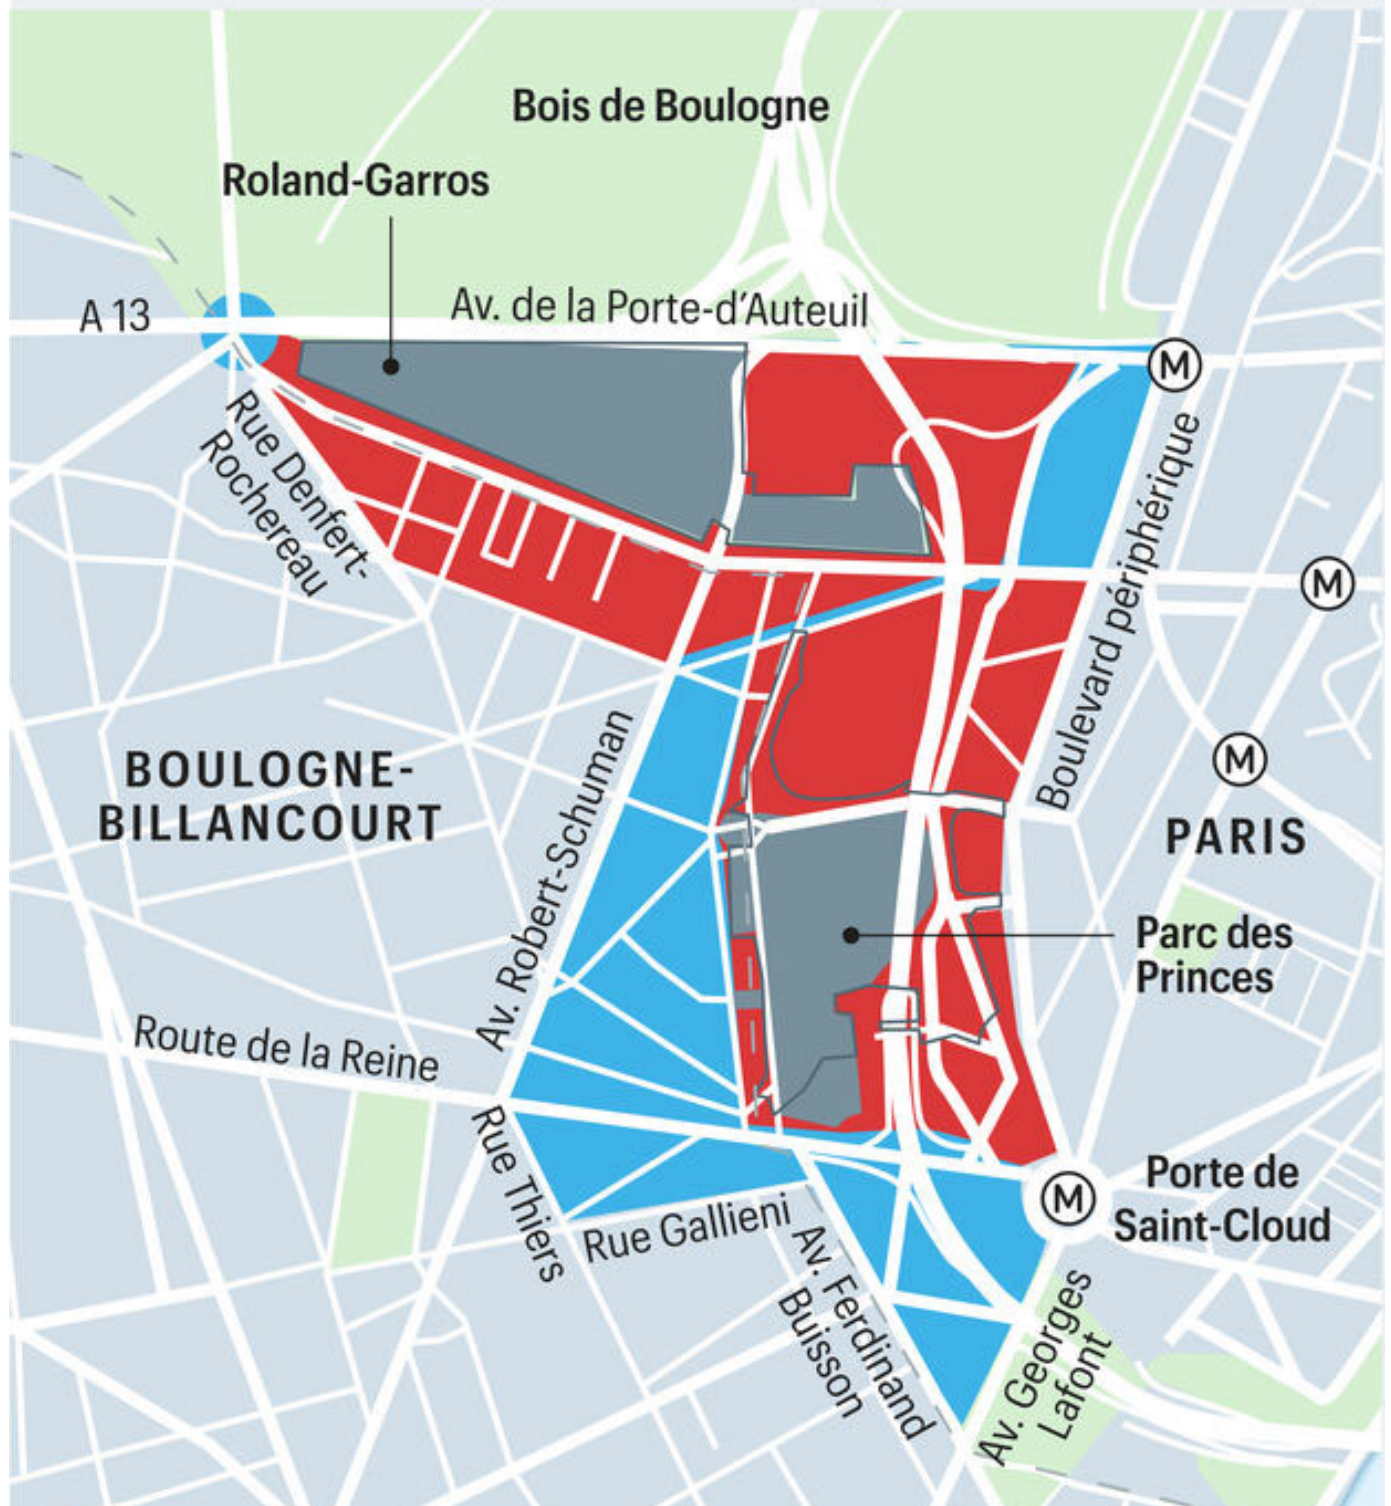 Bois de Boulogne
Roland-Garros
Av. de la Porte-d'Auteuil
A 13
M
Rue Denfert-
Rochereau
Boulevard périphérique
M
M
BOULOGNE-
BILLANCOURT
Av. Robert-Schuman
PARIS
Parc des
Princes
Route de la Reine
Rue Thiers
Rue Gallieni
Porte de
Saint-Cloud
M
Av. Ferdinand
Buisson
Av. Georges
Lafont